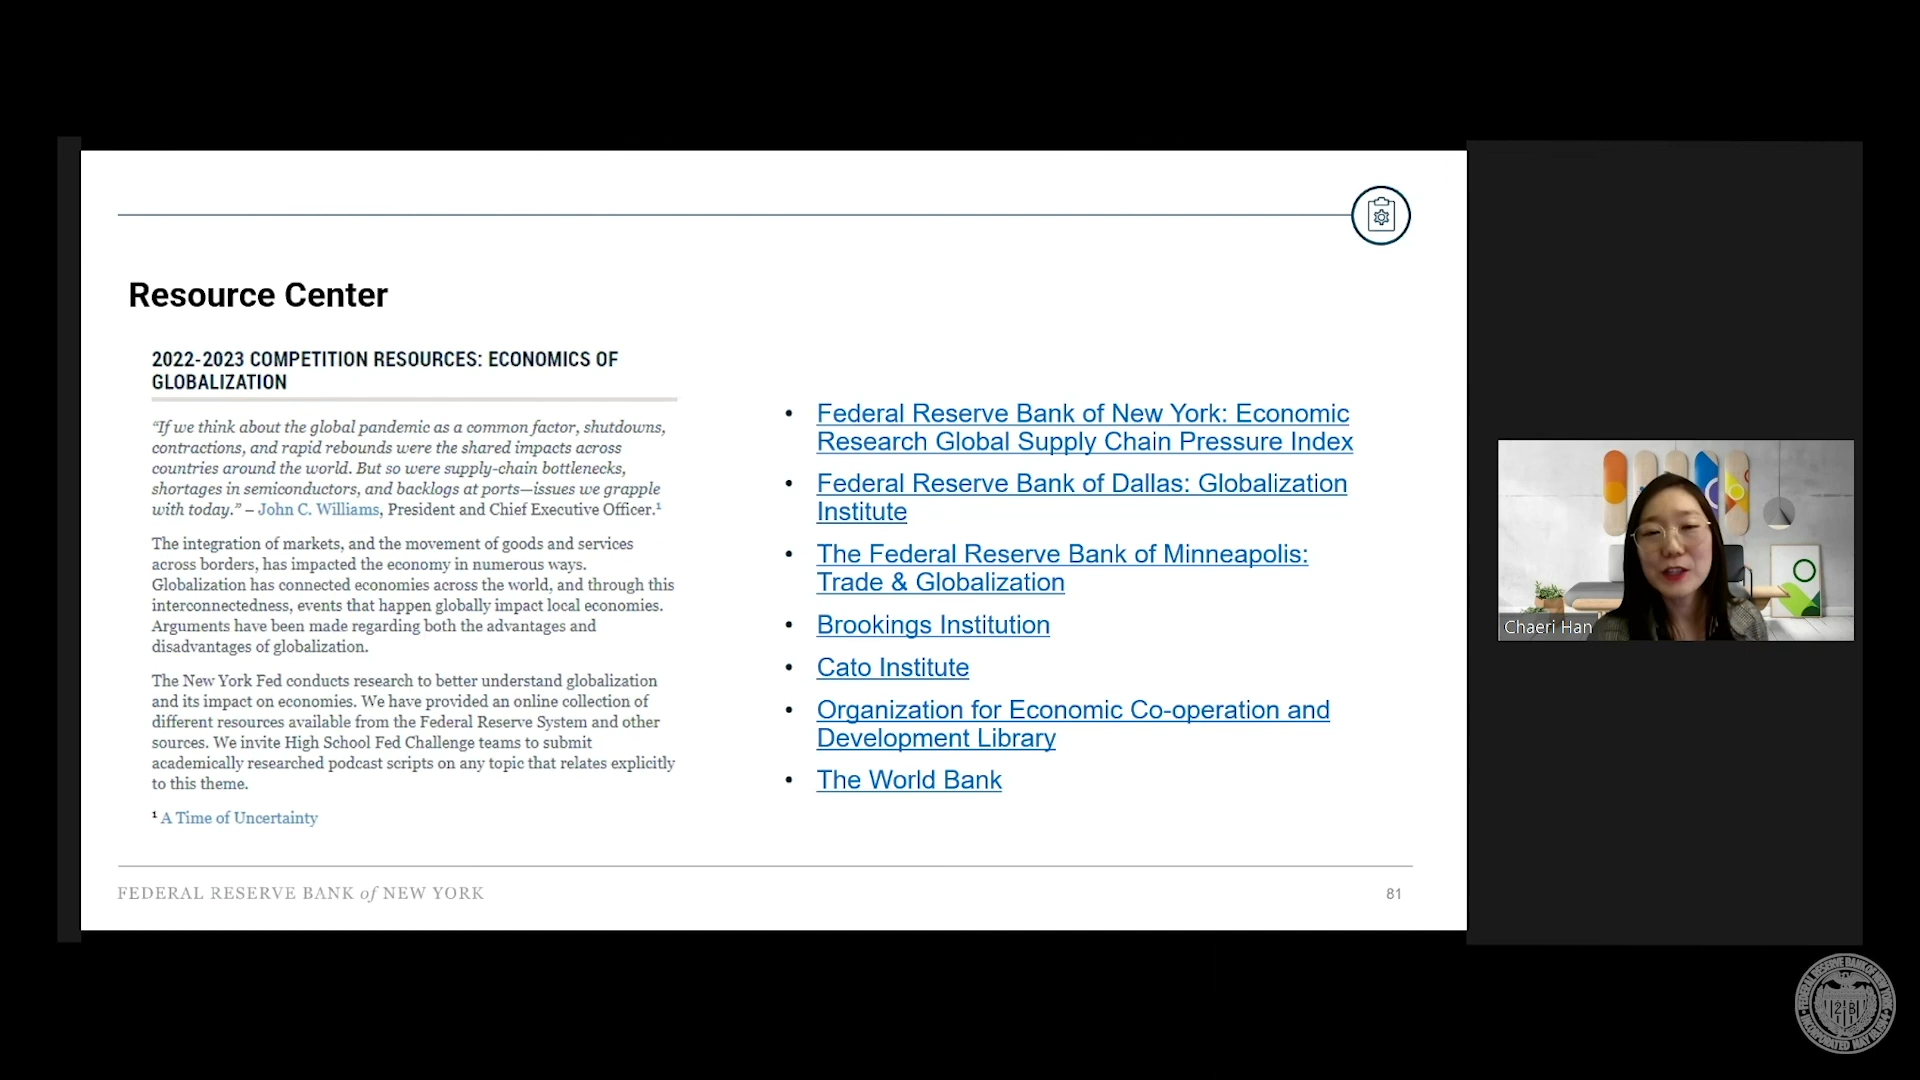 Resource Center
2022-2023 COMPETITION RESOURCES: ECONOMICS OF
GLOBALIZATION
“If we think about the global pandemic as a common factor, shutdowns,
contractions, and rapid rebounds were the shared impacts across
countries around the world. But so were supply-chain bottlenecks,
shortages in semiconductors, and backlogs at ports—issues we grapple
with today.” – John C. Williams, President and Chief Executive Officer.¹
The integration of markets, and the movement of goods and services
across borders, has impacted the economy in numerous ways.
Globalization has connected economies across the world, and through this
interconnectedness, events that happen globally impact local economies.
Arguments have been made regarding both the advantages and
disadvantages of globalization.
The New York Fed conducts research to better understand globalization
and its impact on economies. We have provided an online collection of
different resources available from the Federal Reserve System and other
sources. We invite High School Fed Challenge teams to submit
academically researched podcast scripts on any topic that relates explicitly
to this theme.
¹ A Time of Uncertainty
• Federal Reserve Bank of New York: Economic
Research Global Supply Chain Pressure Index
• Federal Reserve Bank of Dallas: Globalization
Institute
• The Federal Reserve Bank of Minneapolis:
Trade & Globalization
• Brookings Institution
• Cato Institute
• Organization for Economic Co-operation and
Development Library
• The World Bank
FEDERAL RESERVE BANK of NEW YORK
81
Chaeri Han